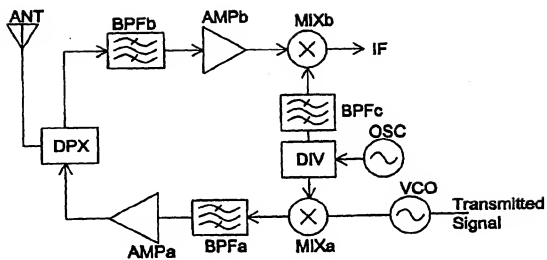 ANT
BPFb
AMPb
MIXb
IF
BPFc
OSC
DPX
DIV
VCO
Transmitted
Signal
AMPa
BPFa
MIXa